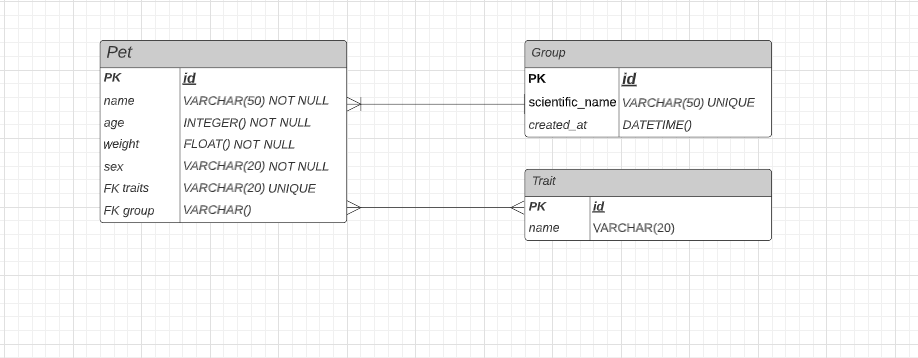 Pet
PK id
name VARCHAR(50) NOT NULL
age INTEGER() NOT NULL
weight FLOAT() NOT NULL
sex VARCHAR(20) NOT NULL
FK traits VARCHAR(20) UNIQUE
FK group VARCHAR()
Group
PK id
scientific_name VARCHAR(50) UNIQUE
created_at DATETIME()
Trait
PK id
name VARCHAR(20)